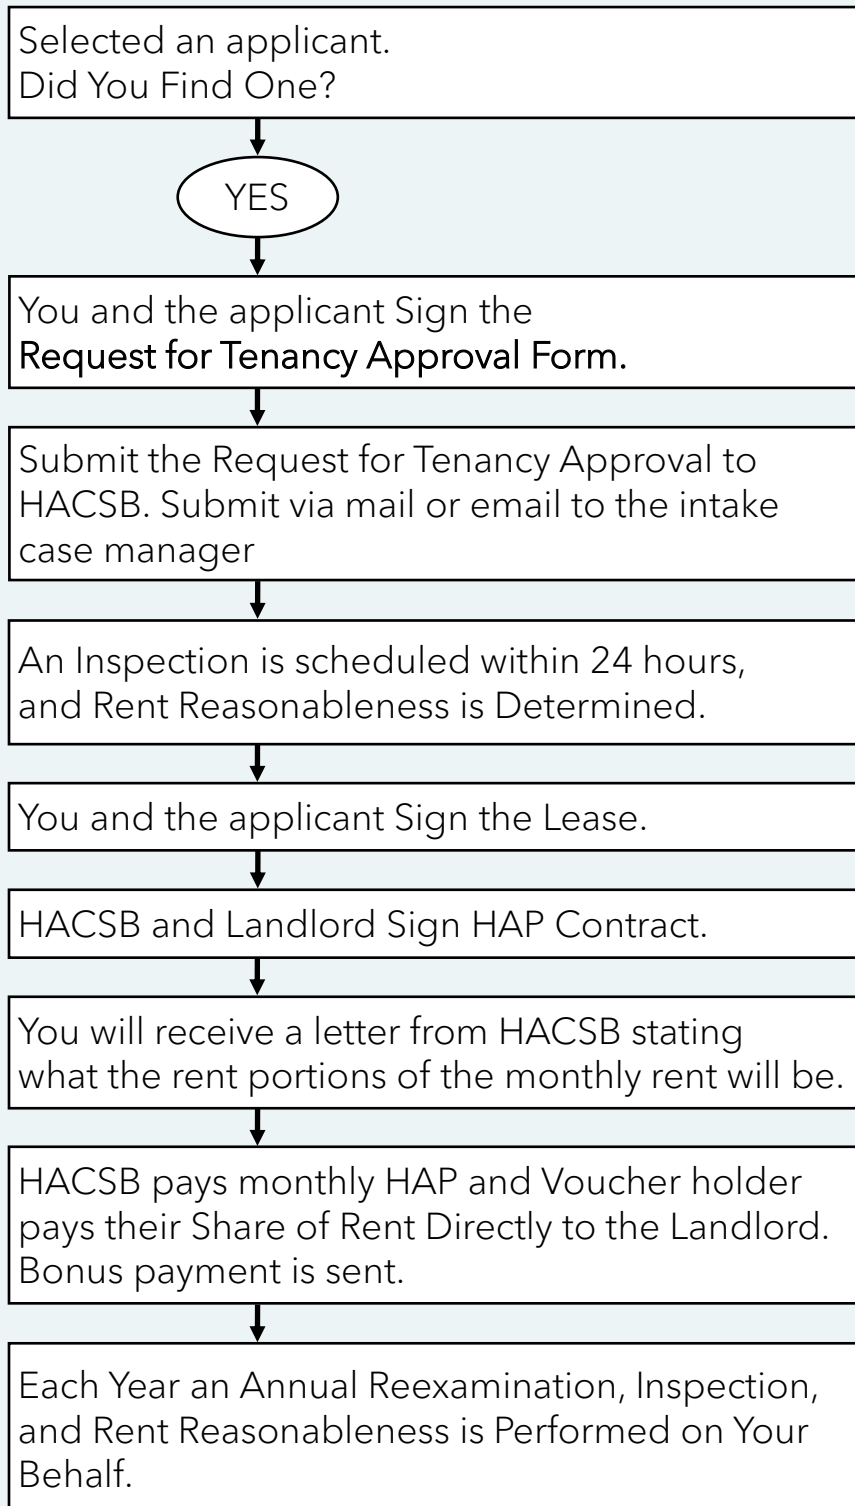 Selected an applicant.
Did You Find One?
YES
You and the applicant Sign the
Request for Tenancy Approval Form.
Submit the Request for Tenancy Approval to
HACSB. Submit via mail or email to the intake
case manager
An Inspection is scheduled within 24 hours,
and Rent Reasonableness is Determined.
You and the applicant Sign the Lease.
HACSB and Landlord Sign HAP Contract.
You will receive a letter from HACSB stating
what the rent portions of the monthly rent will be.
HACSB pays monthly HAP and Voucher holder
pays their Share of Rent Directly to the Landlord.
Bonus payment is sent.
Each Year an Annual Reexamination, Inspection,
and Rent Reasonableness is Performed on Your
Behalf.